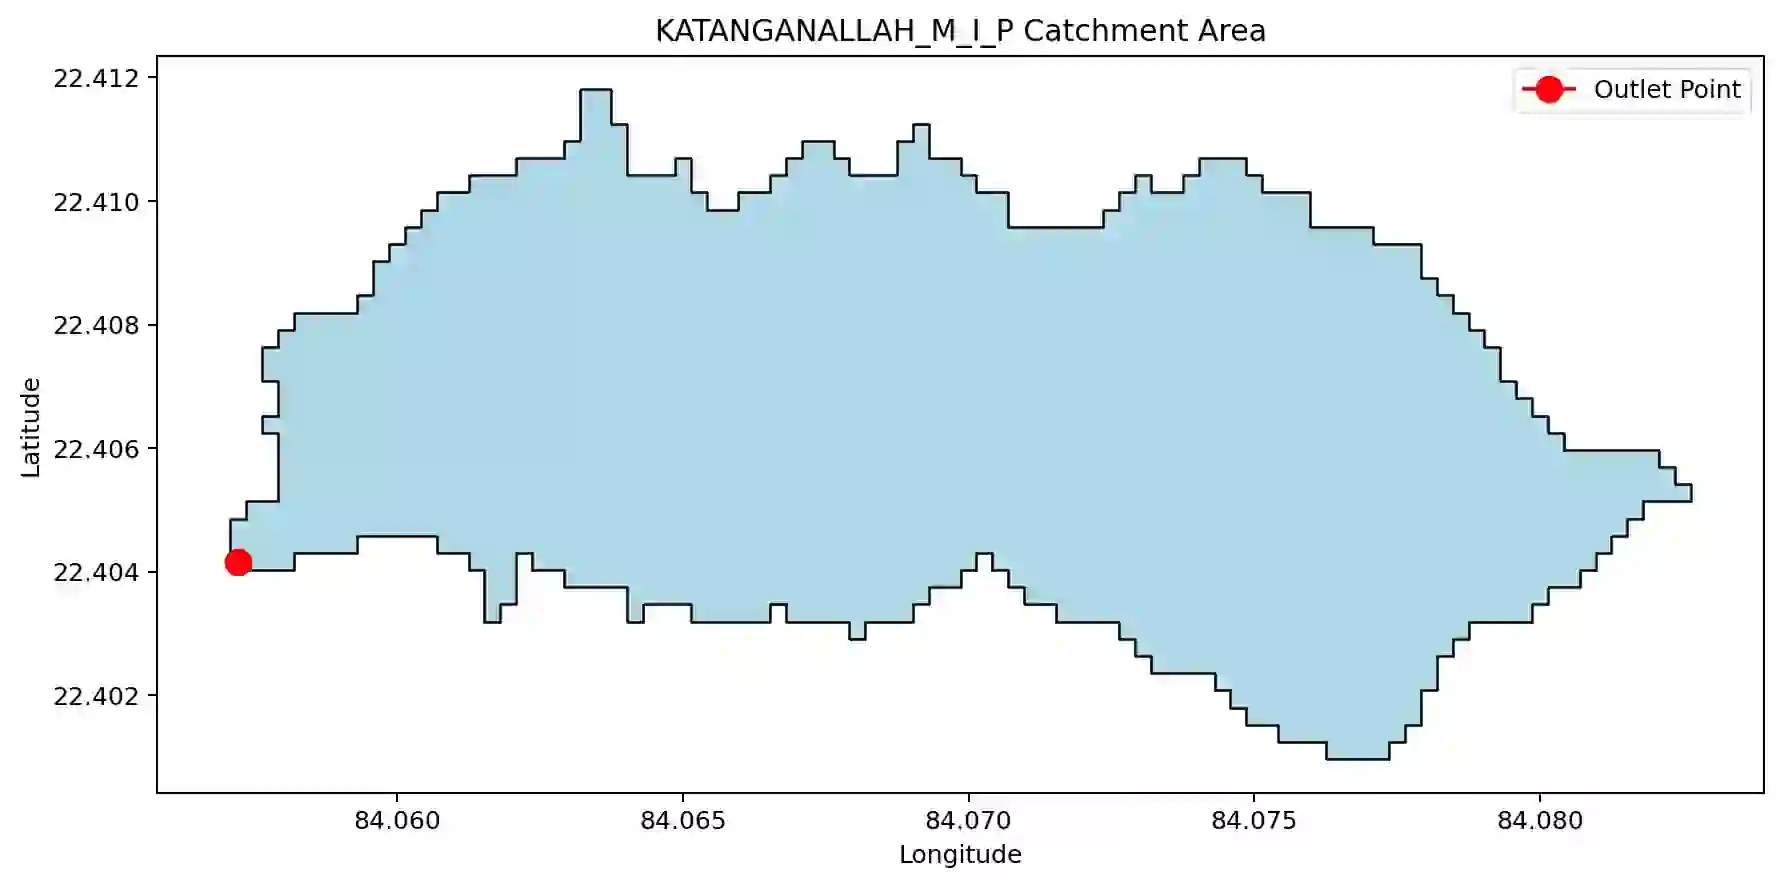 KATANGANALLAH_M_I_P Catchment Area
Outlet Point
22.412
22.410
22.408
22.406
22.404
22.402
Latitude
84.060 84.065 84.070 84.075 84.080
Longitude